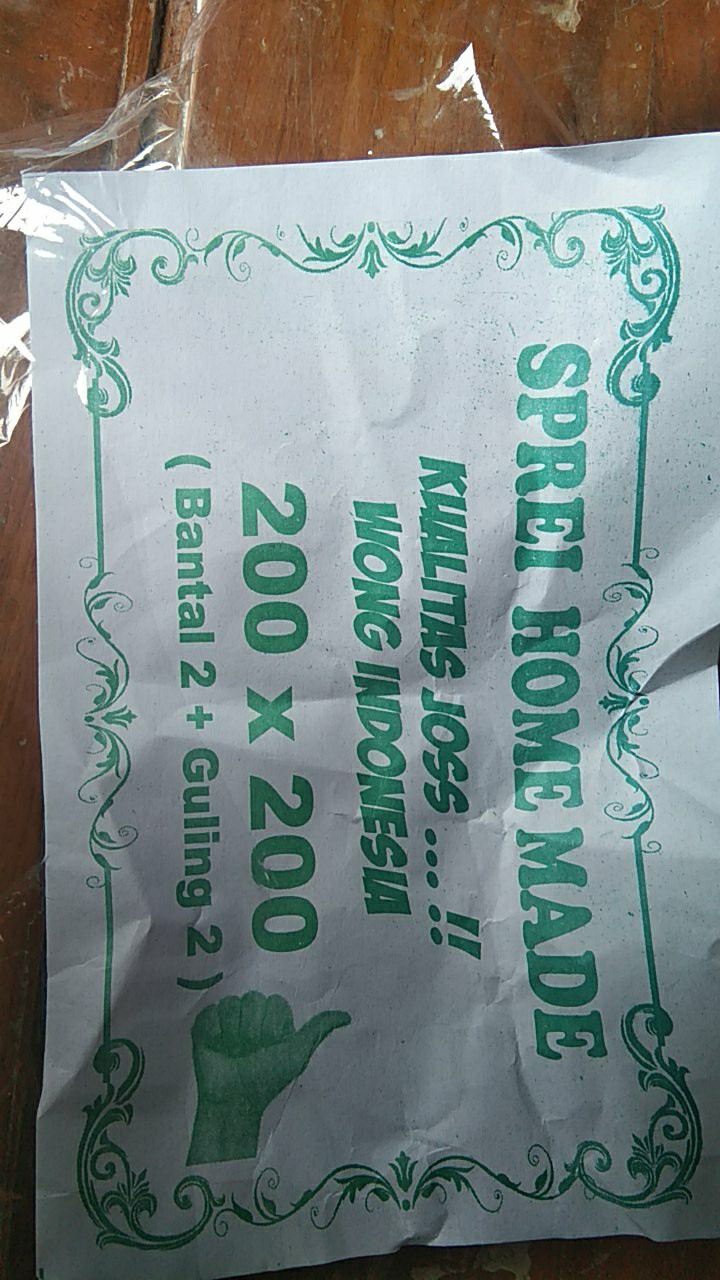 SPREI HOME MADE
KUALITAS JOSS .... !!
WONG INDONESIA
200 x 200
( Bantal 2 + Guling 2 )